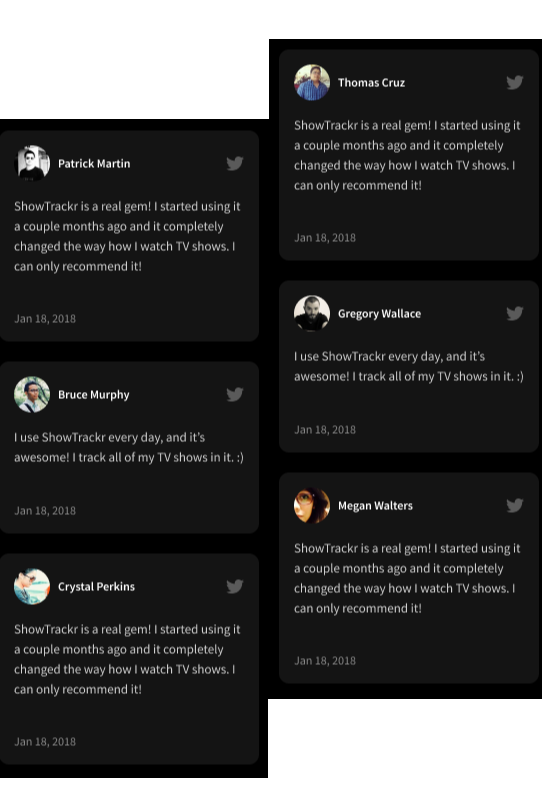 Patrick Martin
ShowTrackr is a real gem! I started using it
a couple months ago and it completely
changed the way how I watch TV shows. I
can only recommend it!
Jan 18, 2018
Bruce Murphy
I use ShowTrackr every day, and it’s
awesome! I track all of my TV shows in it. :)
Jan 18, 2018
Crystal Perkins
ShowTrackr is a real gem! I started using it
a couple months ago and it completely
changed the way how I watch TV shows. I
can only recommend it!
Jan 18, 2018
Thomas Cruz
ShowTrackr is a real gem! I started using it
a couple months ago and it completely
changed the way how I watch TV shows. I
can only recommend it!
Jan 18, 2018
Gregory Wallace
I use ShowTrackr every day, and it’s
awesome! I track all of my TV shows in it. :)
Jan 18, 2018
Megan Walters
ShowTrackr is a real gem! I started using it
a couple months ago and it completely
changed the way how I watch TV shows. I
can only recommend it!
Jan 18, 2018